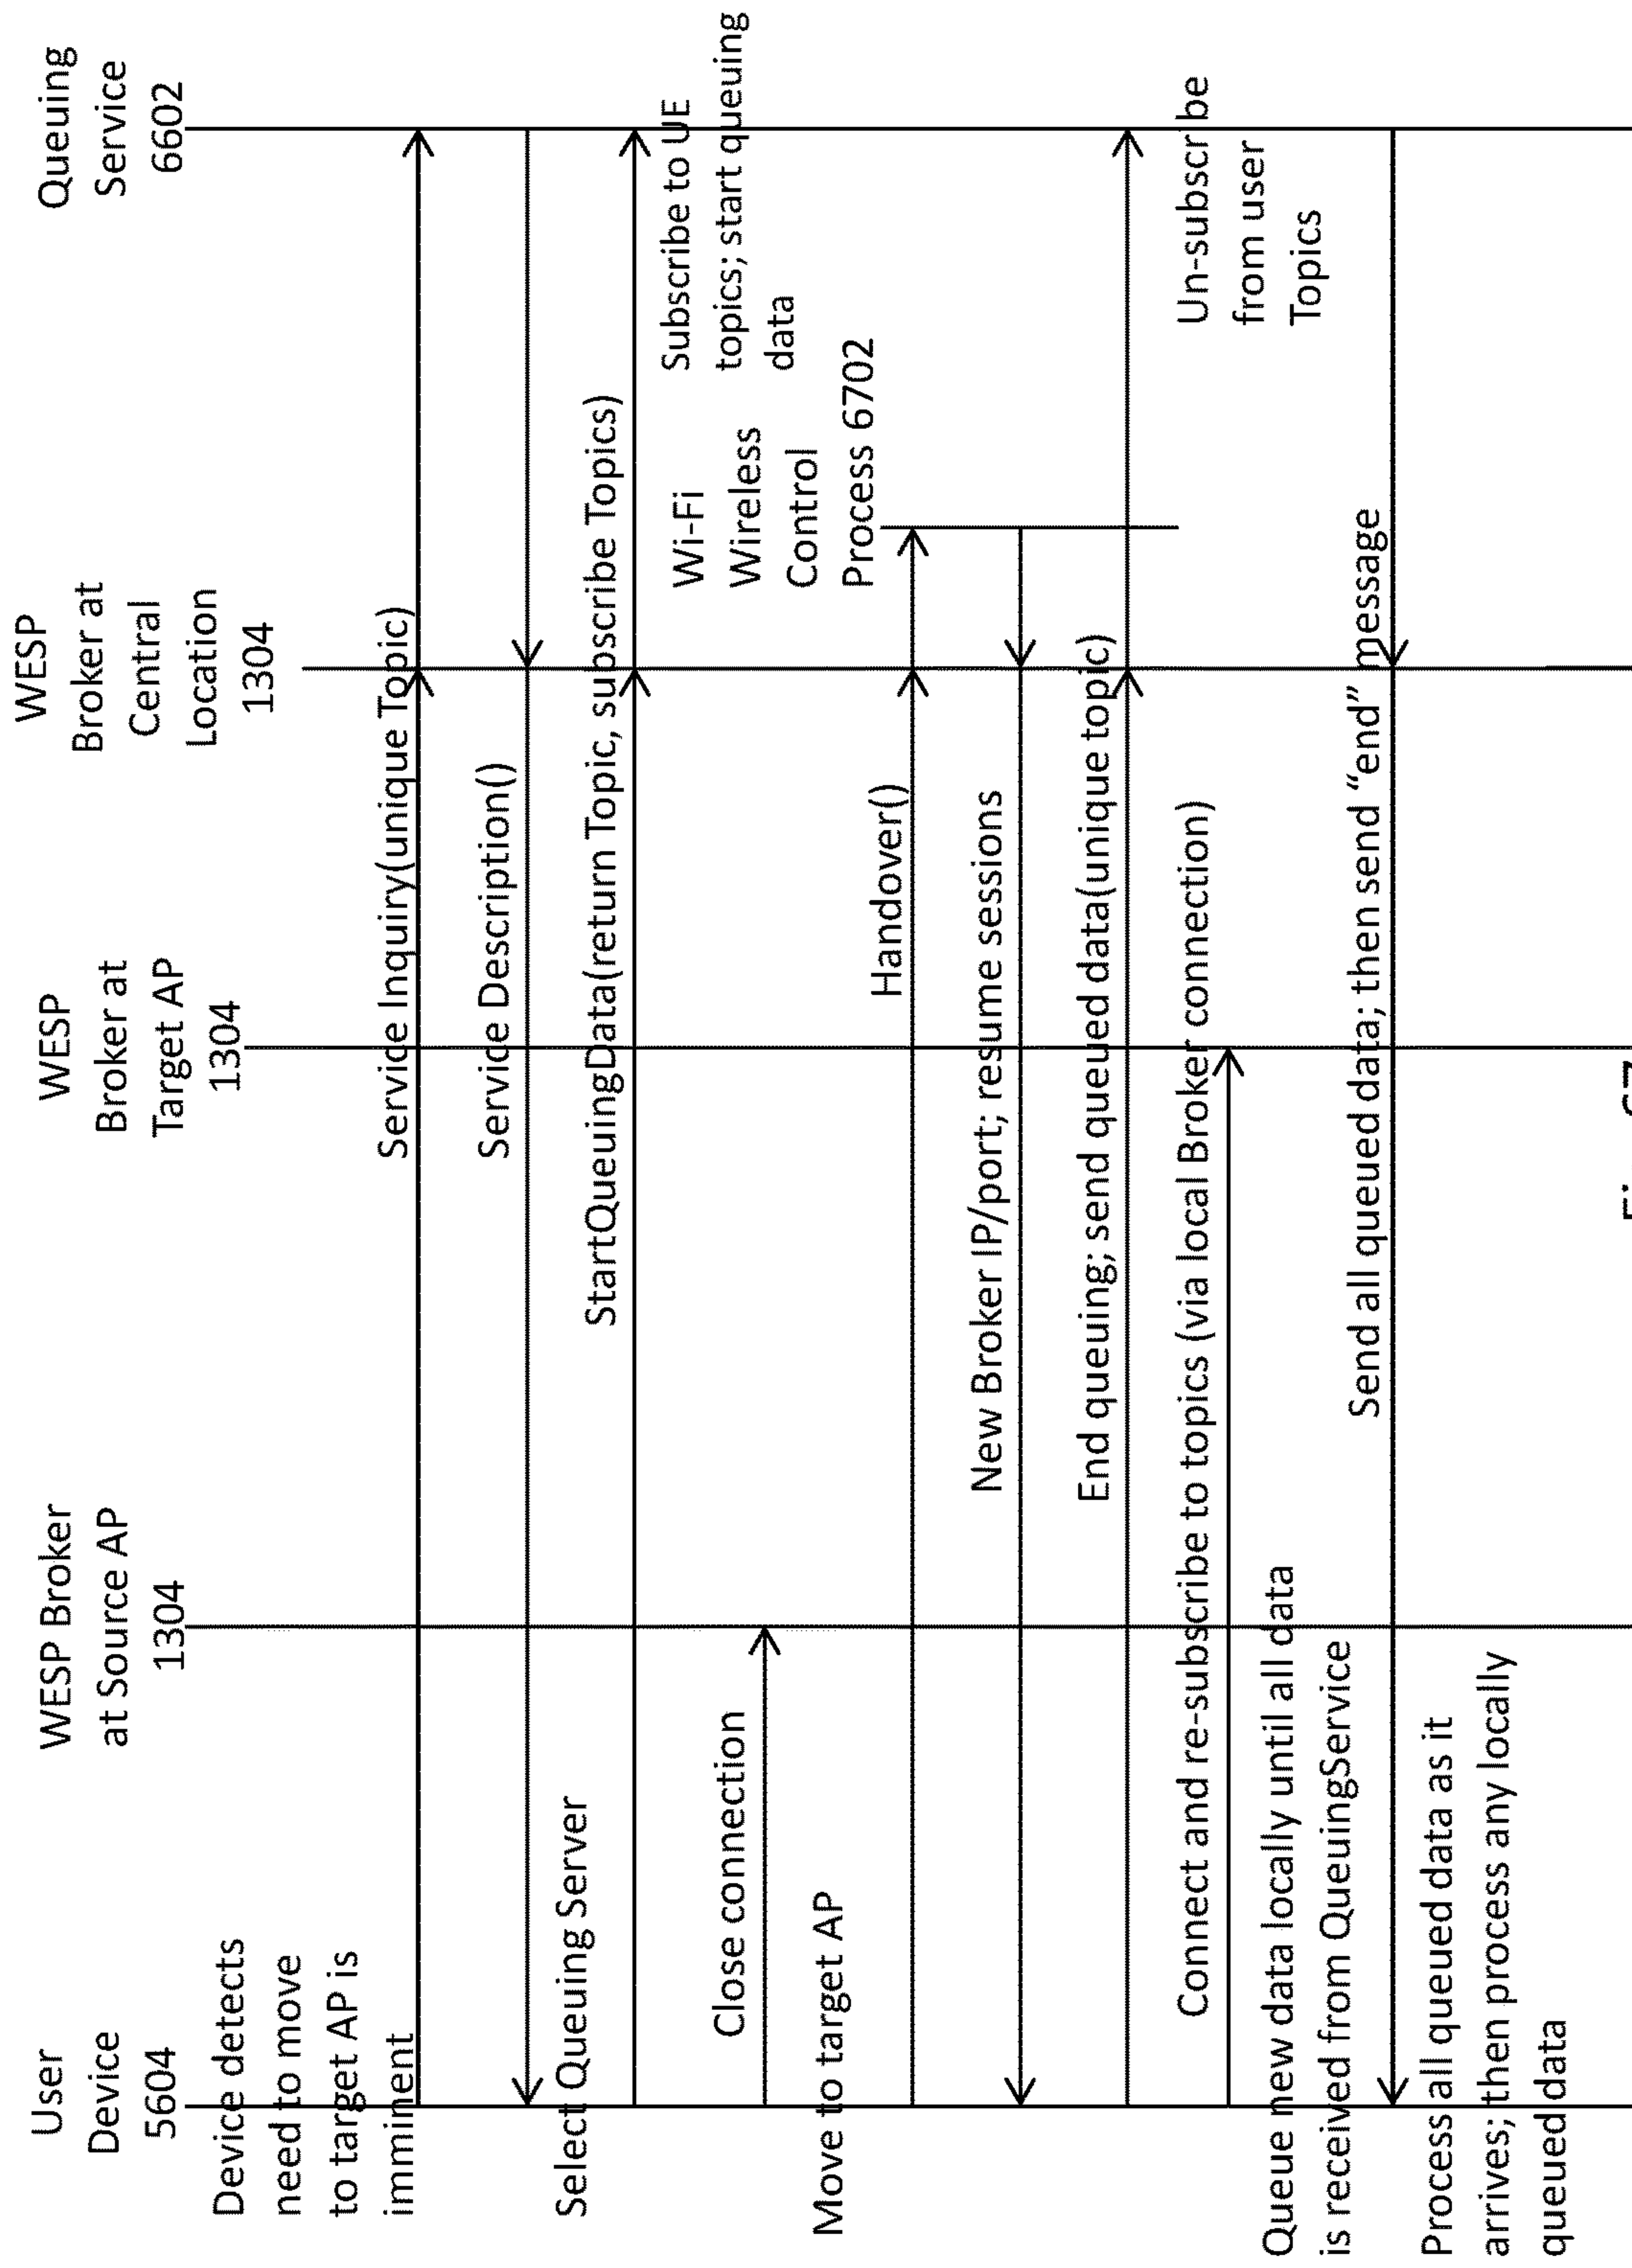 User
Device
5604
WESP Broker
at Source AP
1304
WESP
Broker at
Target AP
1304
WESP
Broker at
Central
Location
1304
Queuing
Service
6602
Device detects
need to move
to target AP is
imminent
Service Inquiry(unique Topic)
Service Description()
Select Queuing Server
StartQueuingData(return Topic, subscribe Topics)
Subscribe to UE
topics; start queuing
data
Wi-Fi
Wireless
Control
Process 6702
Close connection
Move to target AP
Handover()
New Broker IP/port; resume sessions
End queuing; send queued data(unique topic)
Connect and re-subscribe to topics (via local Broker connection)
Un-subscribe
from user
Topics
Queue new data locally until all data
is received from QueuingService
Send all queued data; then send “end” message
Process all queued data as it
arrives; then process any locally
queued data